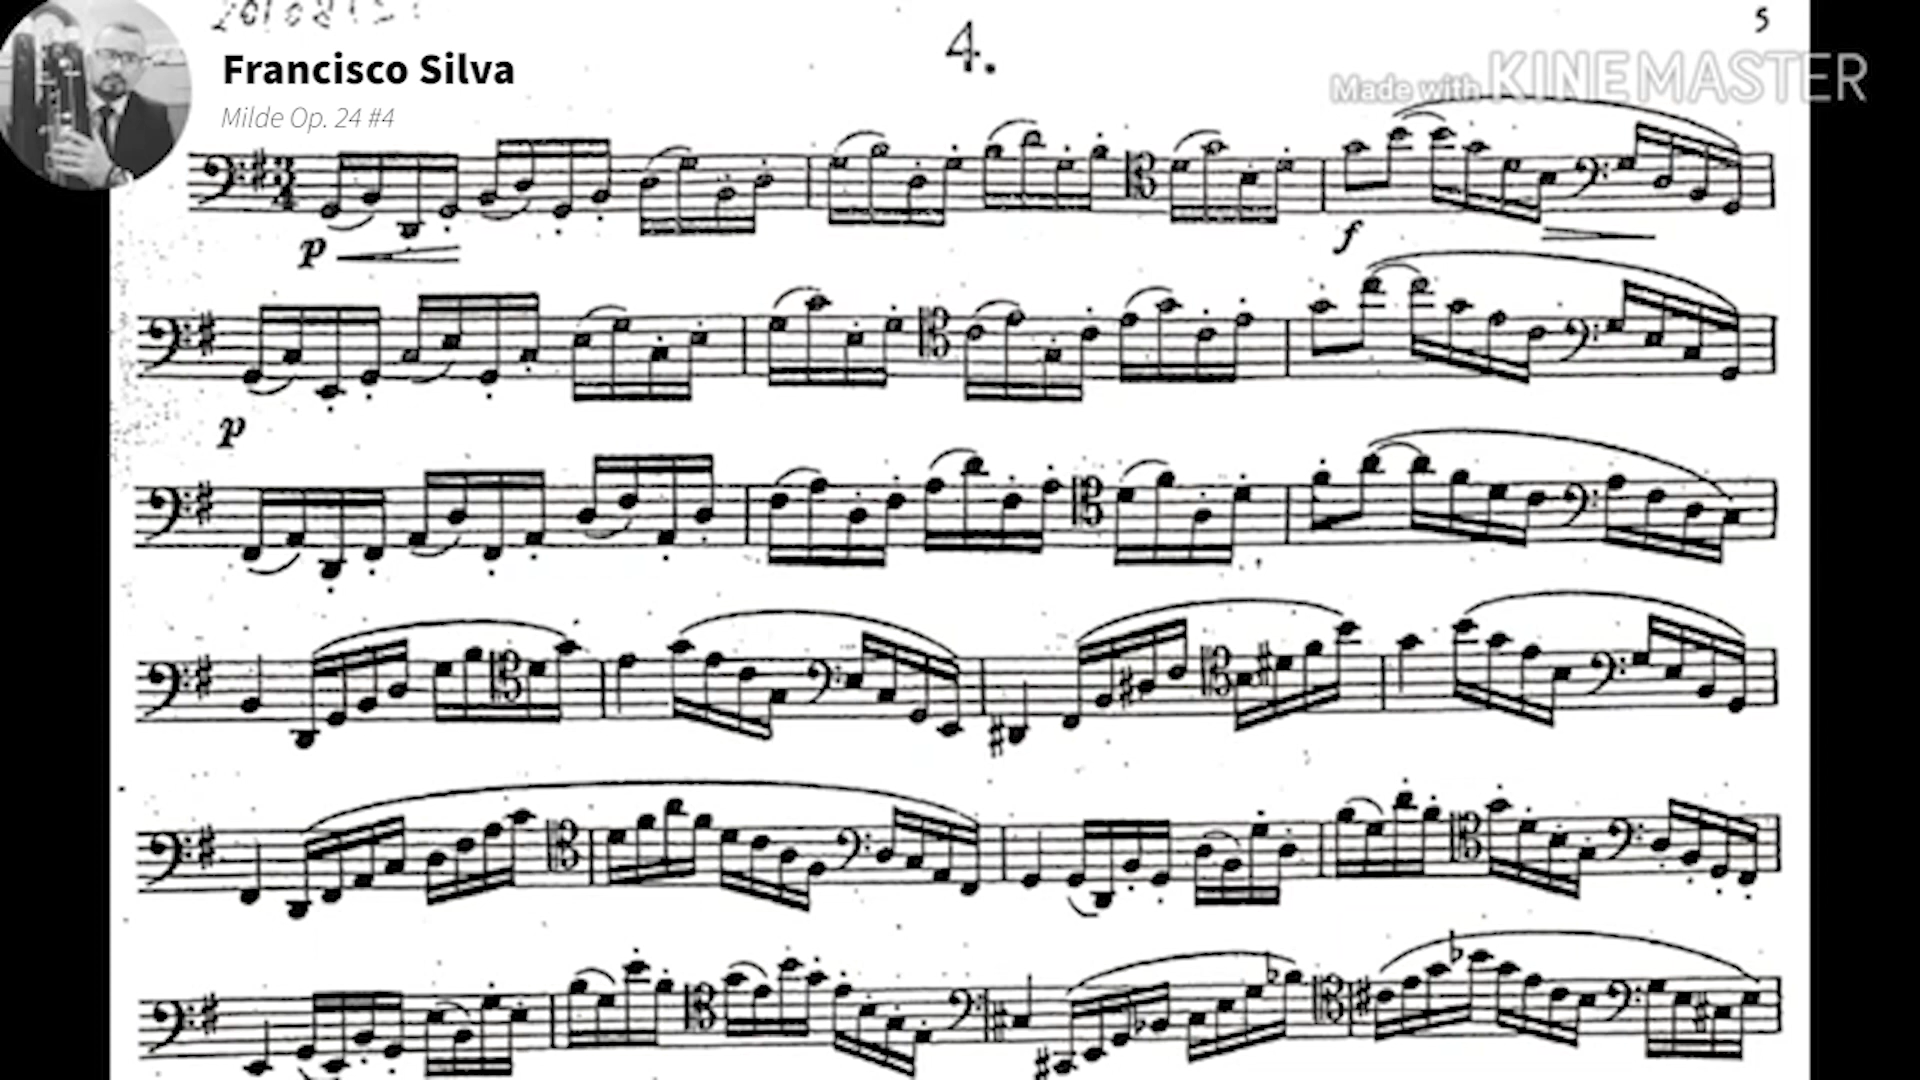 4.
5
Francisco Silva
Milde Op. 24 #4
Made with KINEMASTER
p
f
p